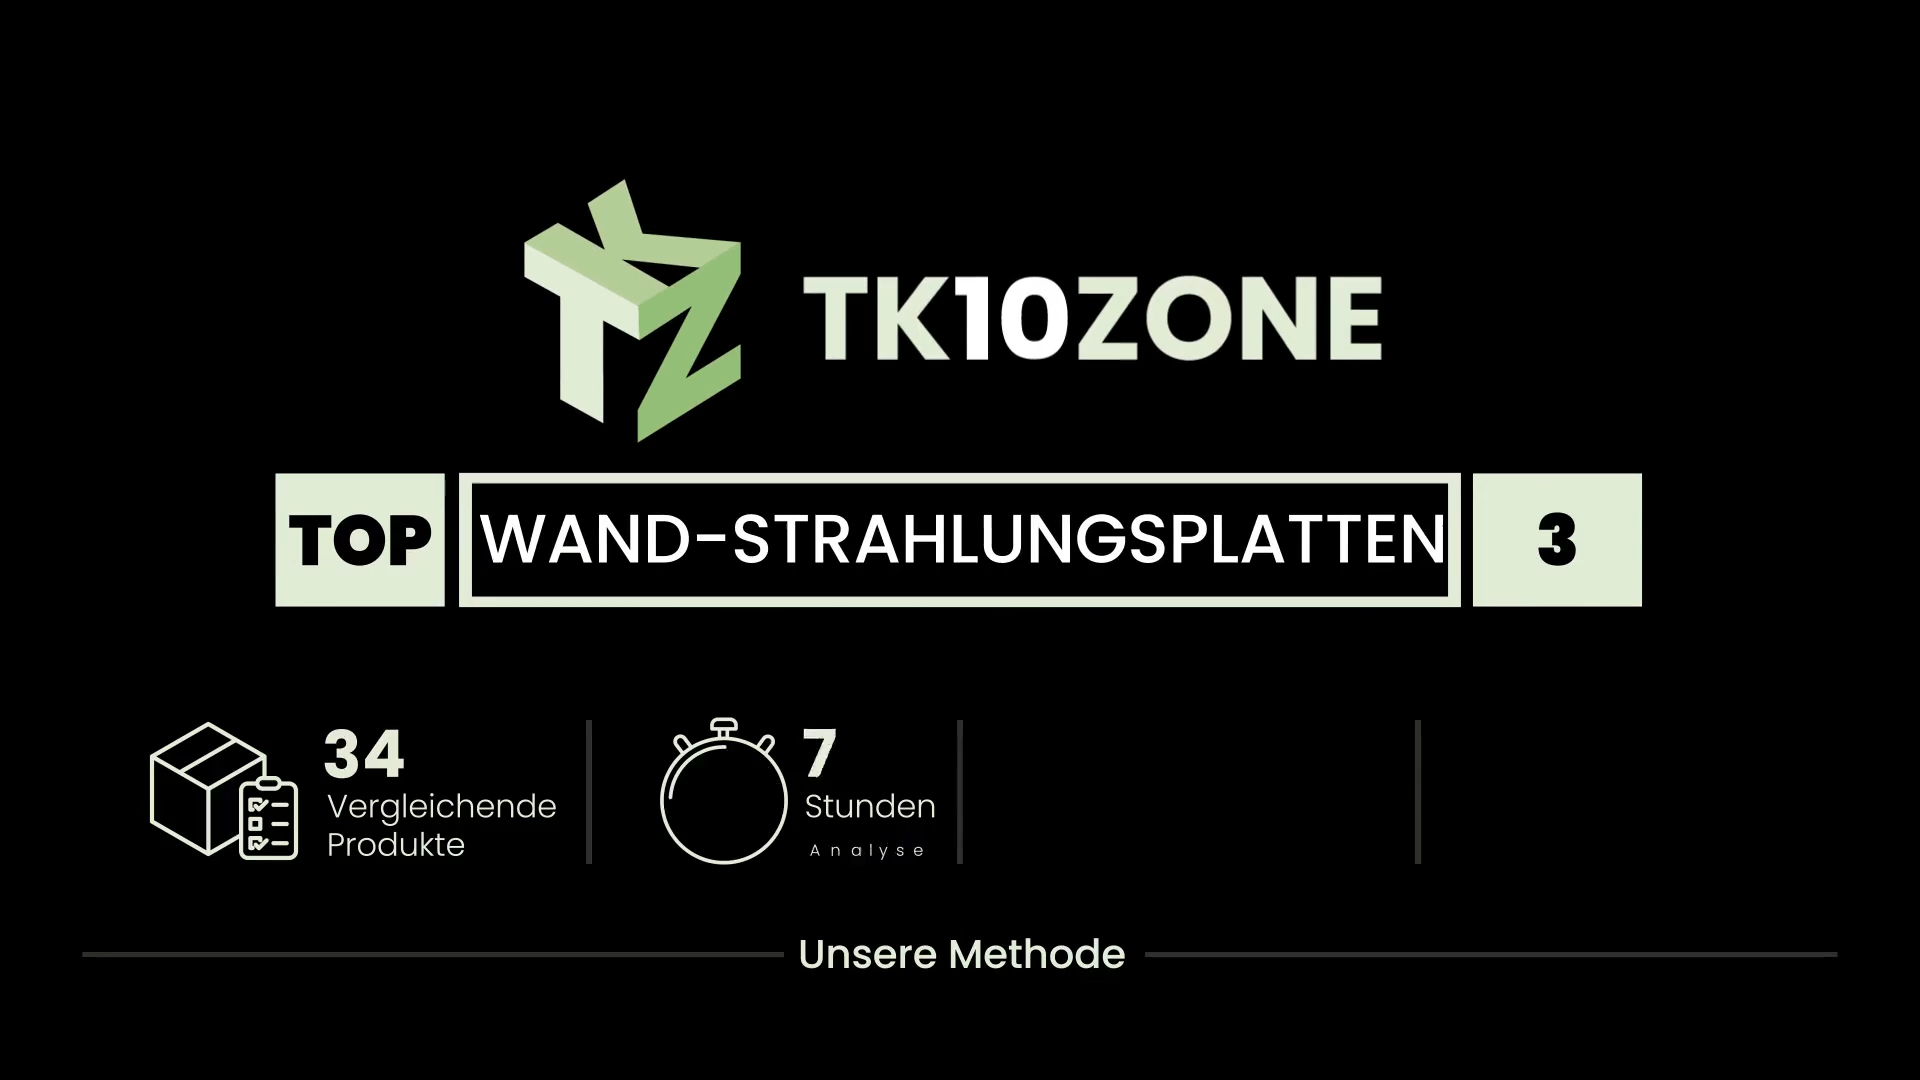 TK10ZONE
TOP WAND-STRAHLUNGSPLATTEN 3
34
Vergleichende
Produkte
7
Stunden
Analyse
Unsere Methode